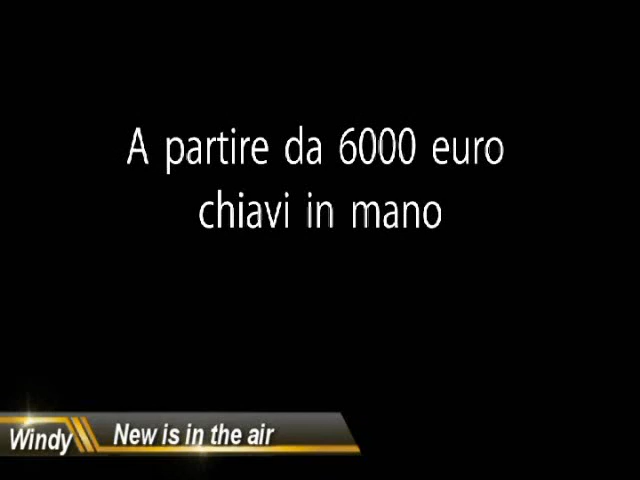 A partire da 6000 euro
chiavi in mano
Windy
New is in the air